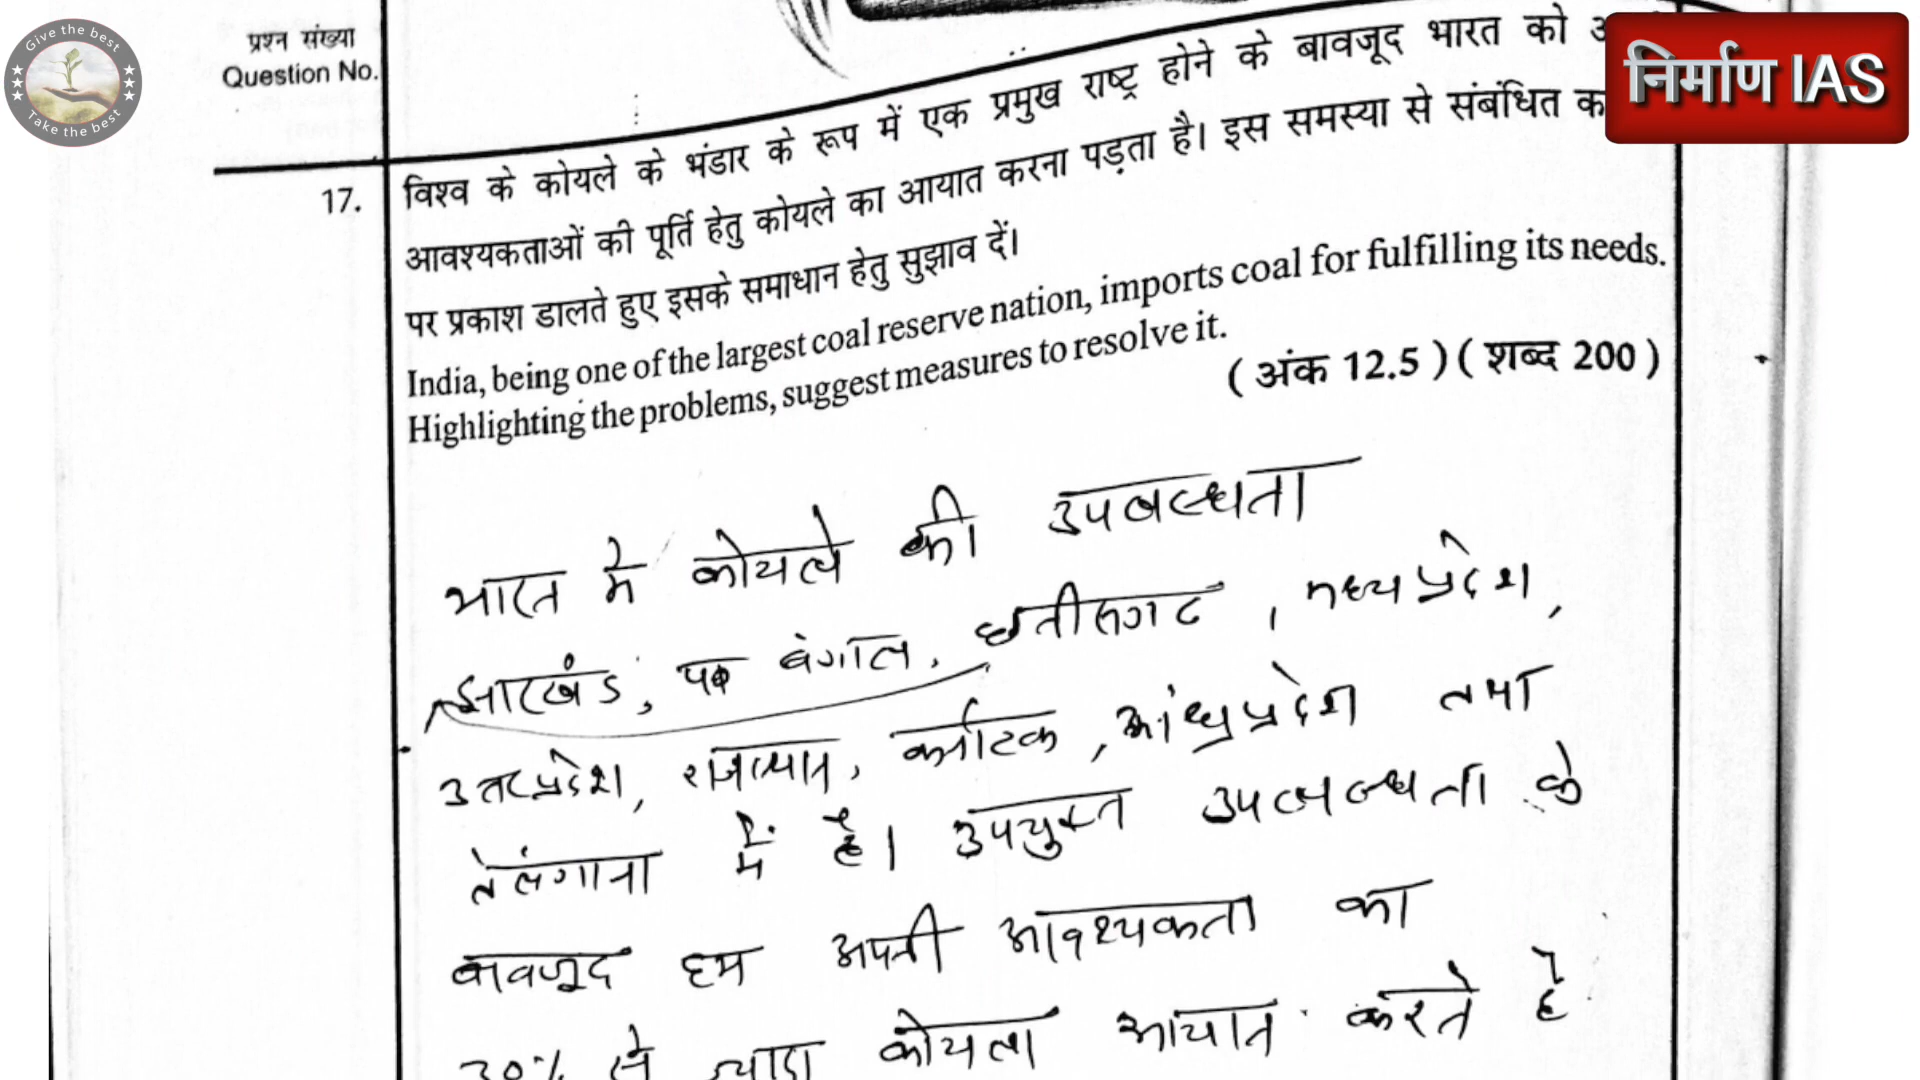 Give the best
Take the best
निर्माण IAS
प्रश्न संख्या
Question No.
17.
विश्व के कोयले के भंडार के रूप में एक प्रमुख राष्ट्र होने के बावजूद भारत को
आवश्यकताओं की पूर्ति हेतु कोयले का आयात करना पड़ता है। इस समस्या से संबंधित
पर प्रकाश डालते हुए इसके समाधान हेतु सुझाव दें।
India, being one of the largest coal reserve nation, imports coal for fulfilling its needs.
Highlighting the problems, suggest measures to resolve it.
( अंक 12.5 ) ( शब्द 200 )
भारत मे कोयले की उपलब्धता
झारखंड, प० बंगाल, छत्तीसगढ, मध्यप्रदेश,
उत्तरप्रदेश, राजस्थान, कर्नाटक, आंध्रप्रदेश तथा
तेलंगाना में है। उपयुक्त उपलब्धता के
बावजूद हम अपनी आवश्यकता का
30% से ज्यादा कोयला आयात करते है